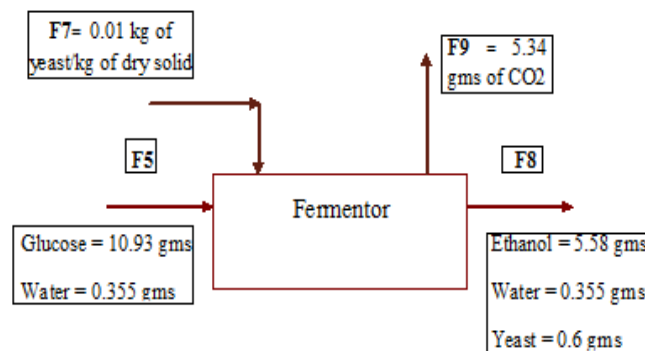 F7= 0.01 kg of
yeast/kg of dry solid
F9 = 5.34
gms of CO2
F5
F8
Fermentor
Glucose = 10.93 gms
Water = 0.355 gms
Ethanol = 5.58 gms
Water = 0.355 gms
Yeast = 0.6 gms